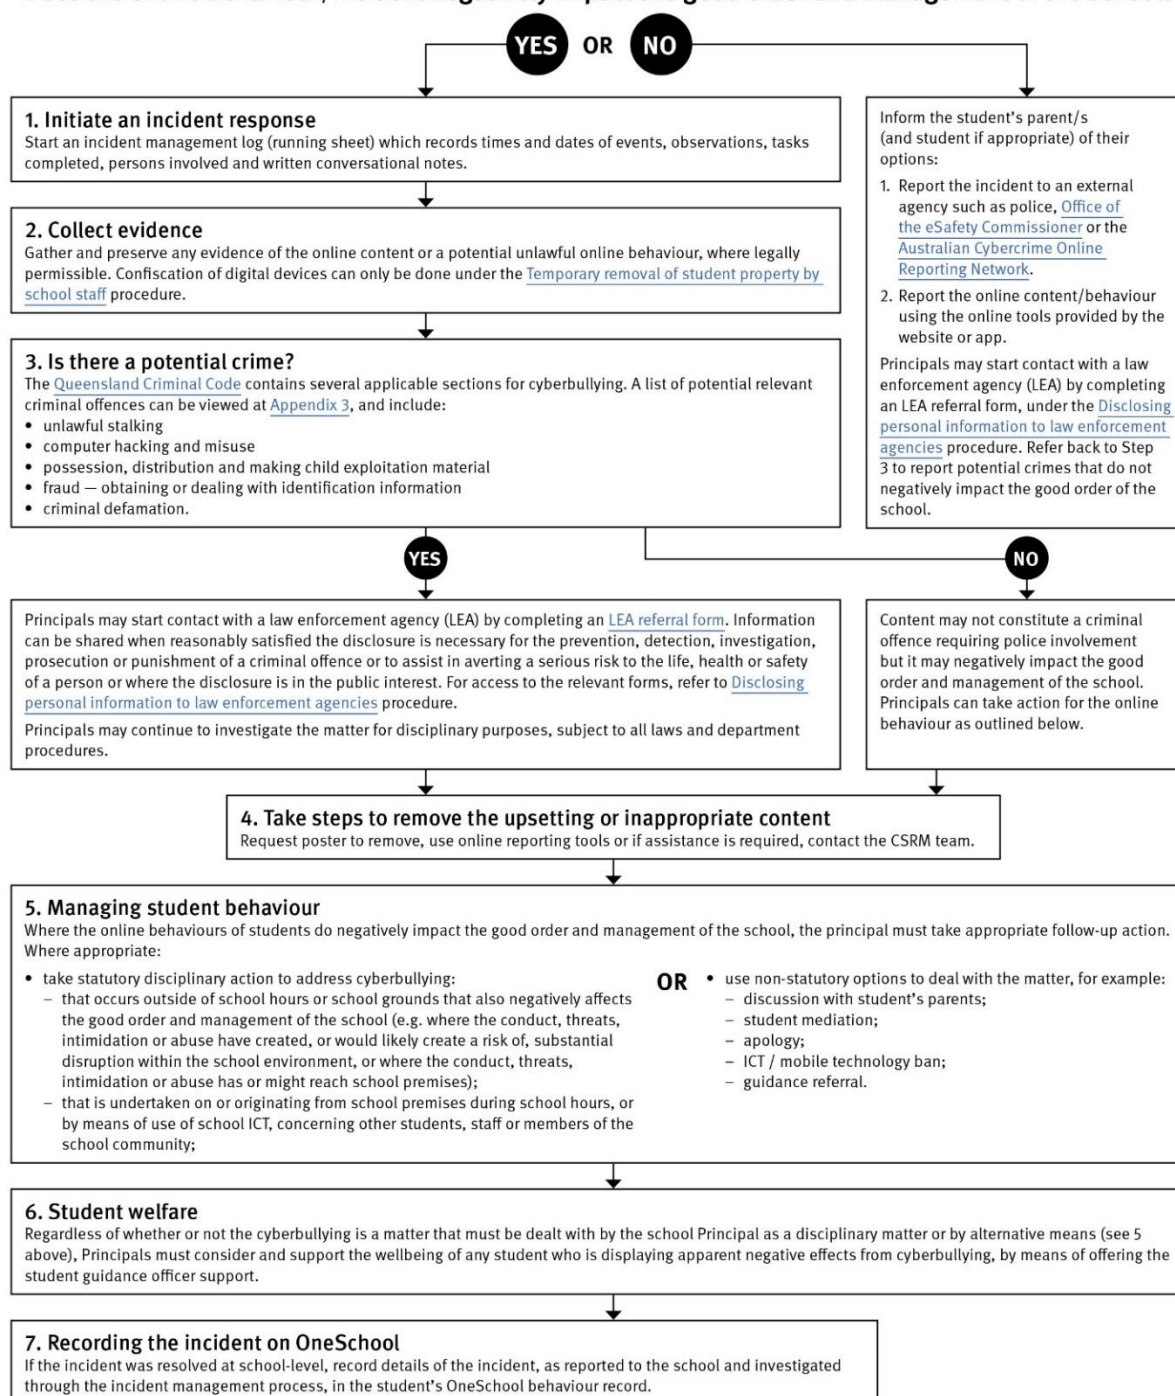 Does the online behaviour/incident negatively impact the good order and management of the school
YES OR NO
1. Initiate an incident response
Start an incident management log (running sheet) which records times and dates of events, observations, tasks
completed, persons involved and written conversational notes.
2. Collect evidence
Gather and preserve any evidence of the online content or a potential unlawful online behaviour, where legally
permissible. Confiscation of digital devices can only be done under the Temporary removal of student property by
school staff procedure.
3. Is there a potential crime?
The Queensland Criminal Code contains several applicable sections for cyberbullying. A list of potential relevant
criminal offences can be viewed at Appendix 3, and include:
• unlawful stalking
• computer hacking and misuse
• possession, distribution and making child exploitation material
• fraud — obtaining or dealing with identification information
• criminal defamation.
Inform the student's parent/s
(and student if appropriate) of their
options:
1. Report the incident to an external
agency such as police, Office of
the eSafety Commissioner or the
Australian Cybercrime Online
Reporting Network.
2. Report the online content/behaviour
using the online tools provided by the
website or app.
Principals may start contact with a law
enforcement agency (LEA) by completing
an LEA referral form, under the Disclosing
personal information to law enforcement
agencies procedure. Refer back to Step
3 to report potential crimes that do not
negatively impact the good order of the
school.
YES
NO
Principals may start contact with a law enforcement agency (LEA) by completing an LEA referral form. Information
can be shared when reasonably satisfied the disclosure is necessary for the prevention, detection, investigation,
prosecution or punishment of a criminal offence or to assist in averting a serious risk to the life, health or safety
of a person or where the disclosure is in the public interest. For access to the relevant forms, refer to Disclosing
personal information to law enforcement agencies procedure.
Principals may continue to investigate the matter for disciplinary purposes, subject to all laws and department
procedures.
Content may not constitute a criminal
offence requiring police involvement
but it may negatively impact the good
order and management of the school.
Principals can take action for the online
behaviour as outlined below.
4. Take steps to remove the upsetting or inappropriate content
Request poster to remove, use online reporting tools or if assistance is required, contact the CSRM team.
5. Managing student behaviour
Where the online behaviours of students do negatively impact the good order and management of the school, the principal must take appropriate follow-up action.
Where appropriate:
• take statutory disciplinary action to address cyberbullying:
– that occurs outside of school hours or school grounds that also negatively affects
the good order and management of the school (e.g. where the conduct, threats,
intimidation or abuse have created, or would likely create a risk of, substantial
disruption within the school environment, or where the conduct, threats,
intimidation or abuse has or might reach school premises);
– that is undertaken on or originating from school premises during school hours, or
by means of use of school ICT, concerning other students, staff or members of the
school community;
OR
• use non-statutory options to deal with the matter, for example:
– discussion with student's parents;
– student mediation;
– apology;
– ICT / mobile technology ban;
– guidance referral.
6. Student welfare
Regardless of whether or not the cyberbullying is a matter that must be dealt with by the school Principal as a disciplinary matter or by alternative means (see 5
above), Principals must consider and support the wellbeing of any student who is displaying apparent negative effects from cyberbullying, by means of offering the
student guidance officer support.
7. Recording the incident on OneSchool
If the incident was resolved at school-level, record details of the incident, as reported to the school and investigated
through the incident management process, in the student's OneSchool behaviour record.